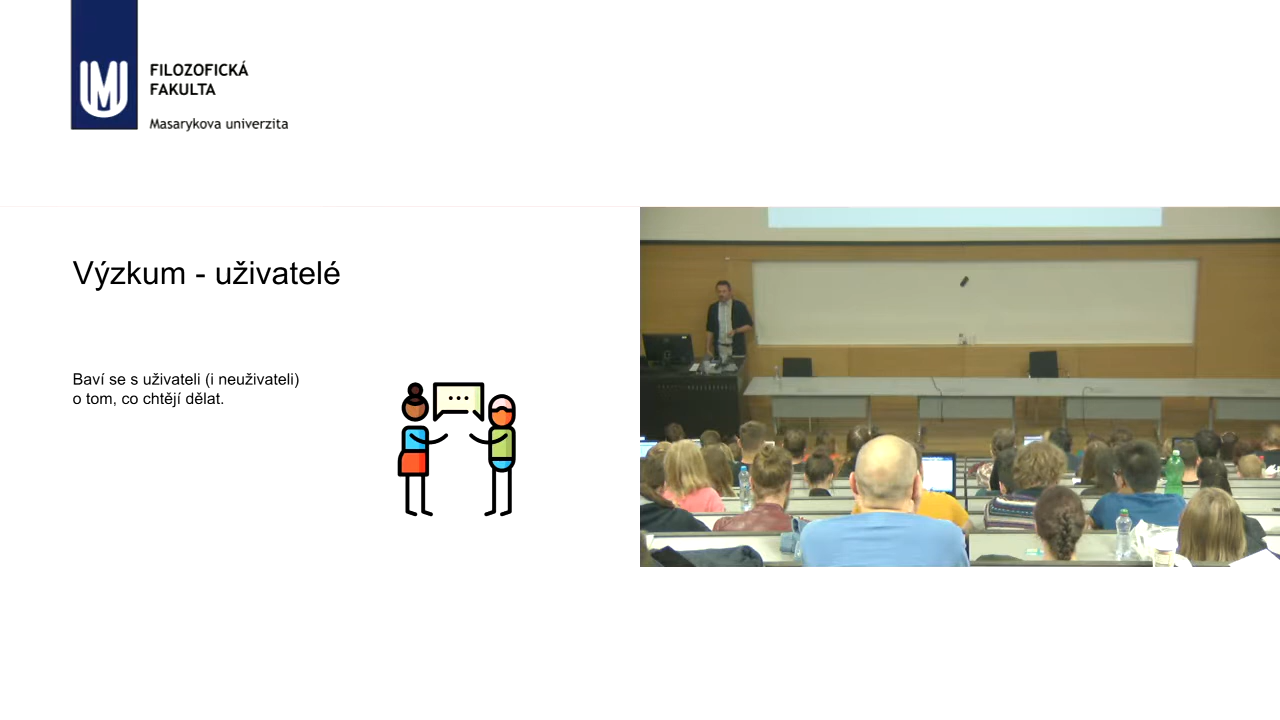 FILOZOFICKÁ
FAKULTA
Masarykova univerzita
Výzkum - uživatelé
Baví se s uživateli (i neuživateli)
o tom, co chtějí dělat.